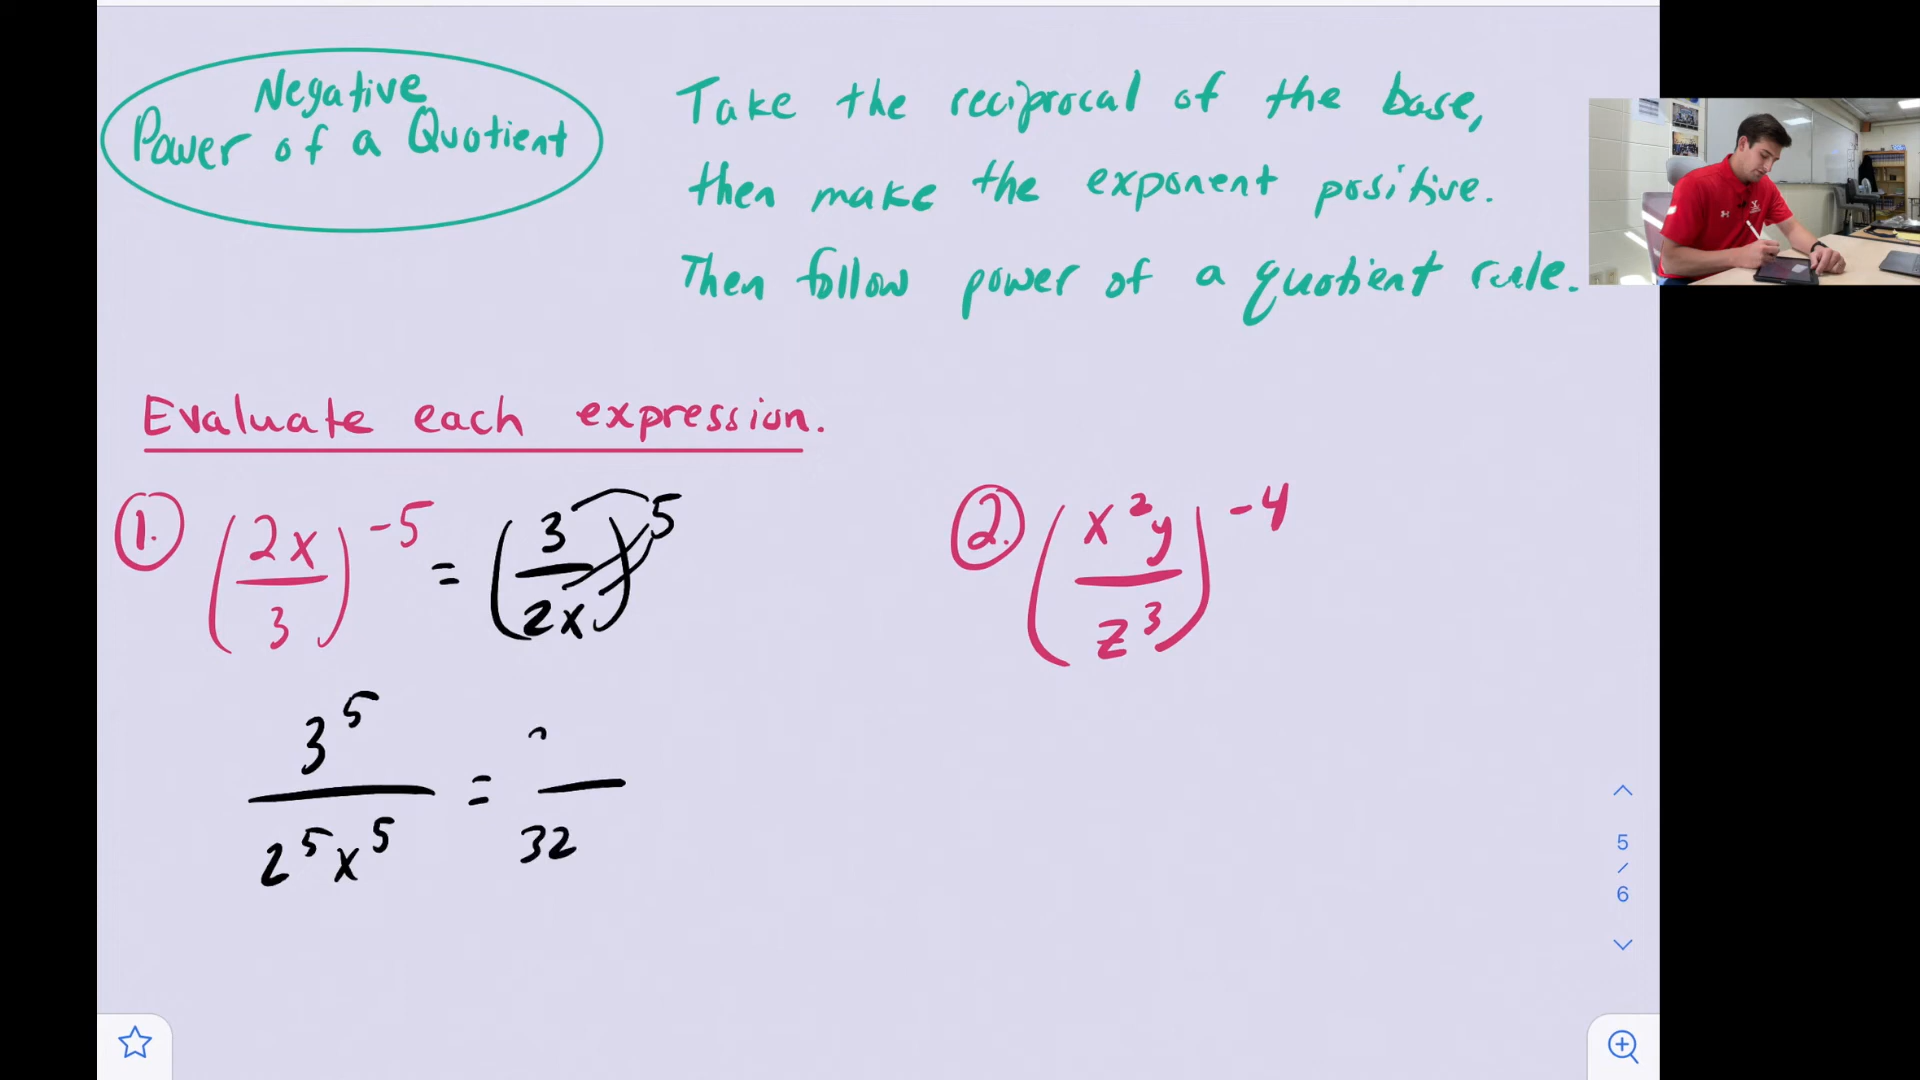 Negative
Power of a Quotient
Take the reciprocal of the base,
then make the exponent positive.
Then follow power of a quotient rule.
Evaluate each expression.
1. (2x/3)^-5 = (3/2x)^5
3^5/2^5x^5 = /32
2. (x^2y/z^3)^-4
5
/
6